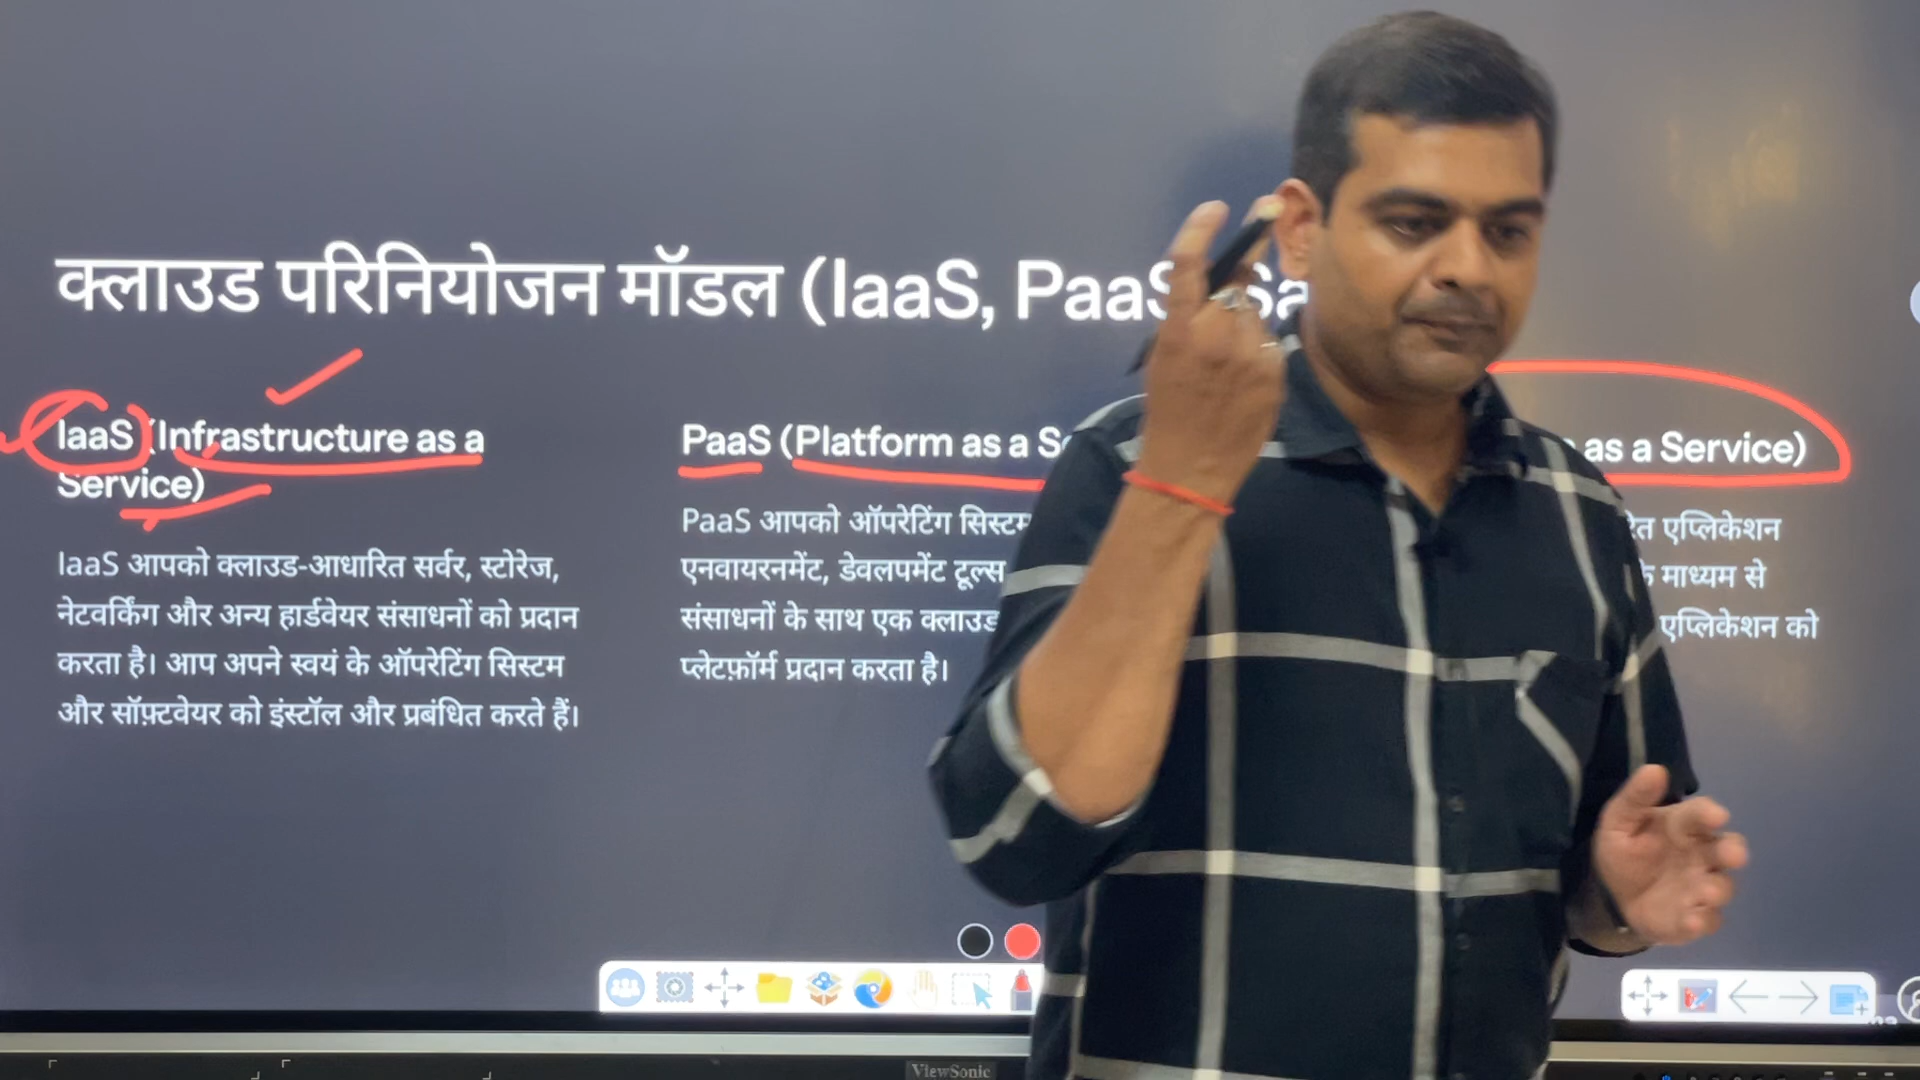 क्लाउड परिनियोजन मॉडल (IaaS, PaaS
IaaS (Infrastructure as a
Service)
IaaS आपको क्लाउड-आधारित सर्वर, स्टोरेज,
नेटवर्किंग और अन्य हार्डवेयर संसाधनों को प्रदान
करता है। आप अपने स्वयं के ऑपरेटिंग सिस्टम
और सॉफ़्टवेयर को इंस्टॉल और प्रबंधित करते हैं।
PaaS (Platform as a
PaaS आपको ऑपरेटिंग सिस्टम
एनवायरनमेंट, डेवलपमेंट टूल्स
संसाधनों के साथ एक क्लाउड
प्लेटफ़ॉर्म प्रदान करता है।
as a Service)
एप्लिकेशन
माध्यम से
एप्लिकेशन को
ViewSonic